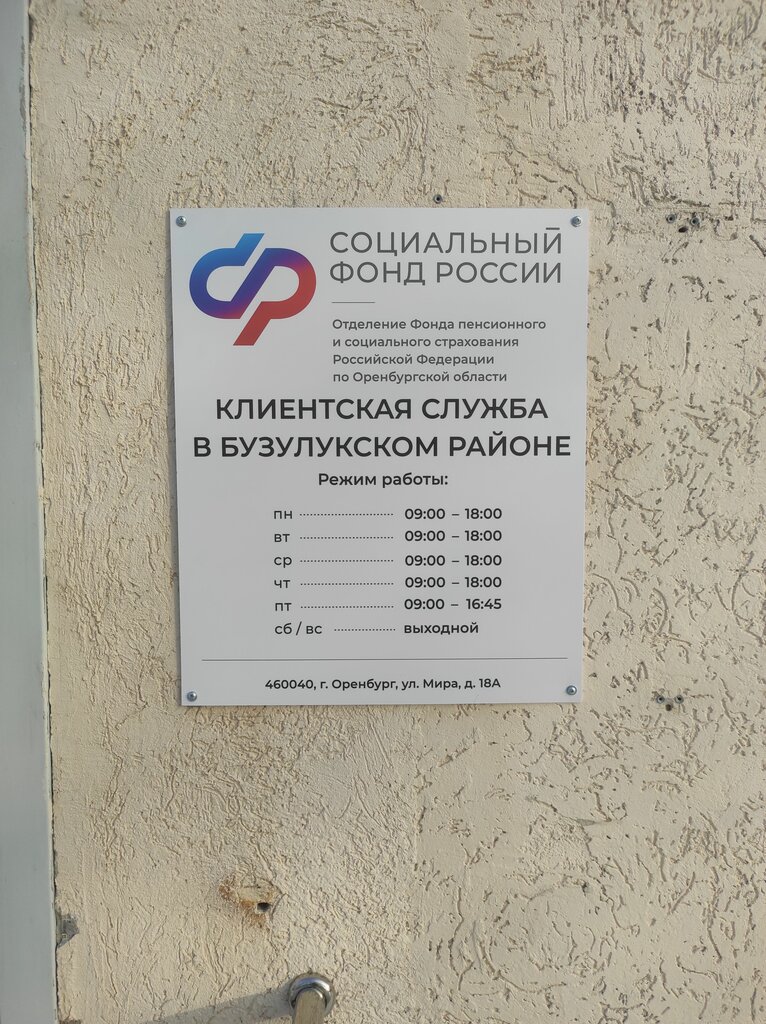 СОЦИАЛЬНЫЙ
ФОНД РОССИИ
Отделение Фонда пенсионного
и социального страхования
Российской Федерации
по Оренбургской области
КЛИЕНТСКАЯ СЛУЖБА
В БУЗУЛУКСКОМ РАЙОНЕ
Режим работы:
пн 09:00 – 18:00
вт 09:00 – 18:00
ср 09:00 – 18:00
чт 09:00 – 18:00
пт 09:00 – 16:45
сб / вс выходной
460040, г. Оренбург, ул. Мира, д. 18А